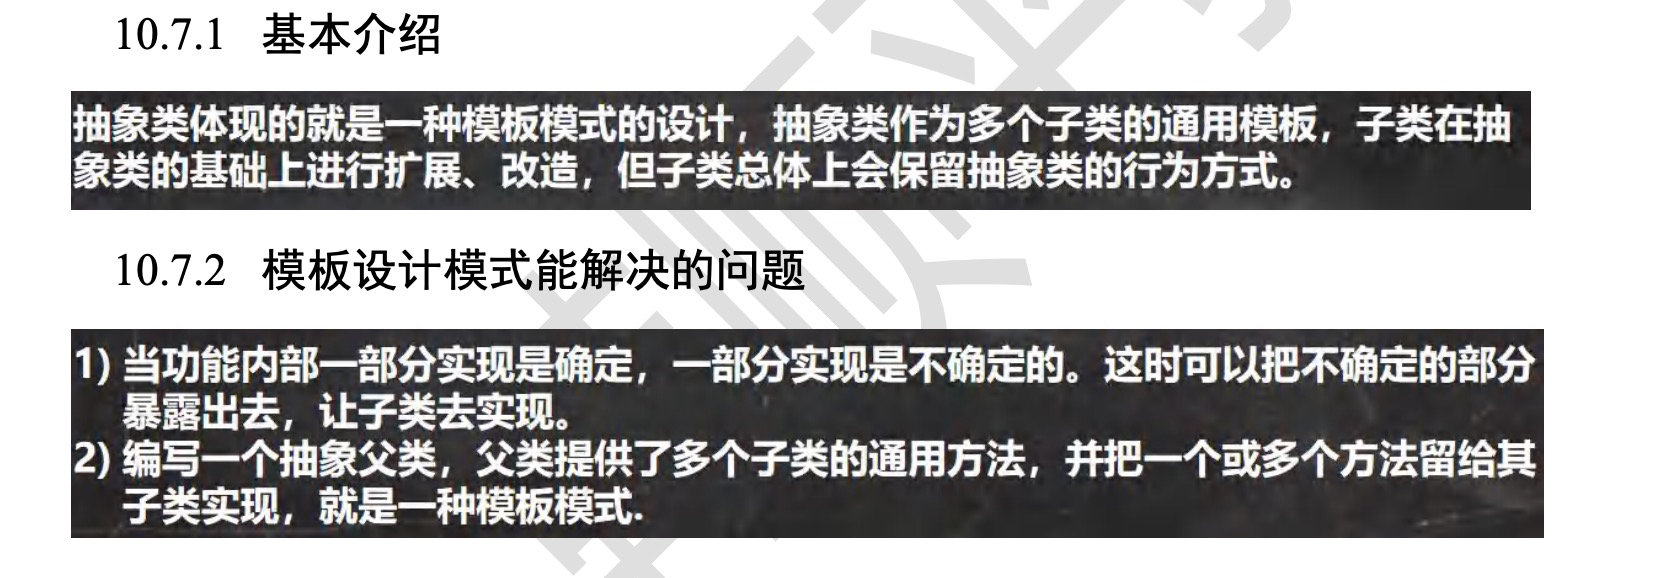 10.7.1 基本介绍
抽象类体现的就是一种模板模式的设计，抽象类作为多个子类的通用模板，子类在抽
象类的基础上进行扩展、改造，但子类总体上会保留抽象类的行为方式。
10.7.2 模板设计模式能解决的问题
1) 当功能内部一部分实现是确定，一部分实现是不确定的。这时可以把不确定的部分
暴露出去，让子类去实现。
2) 编写一个抽象父类，父类提供了多个子类的通用方法，并把一个或多个方法留给其
子类实现，就是一种模板模式.